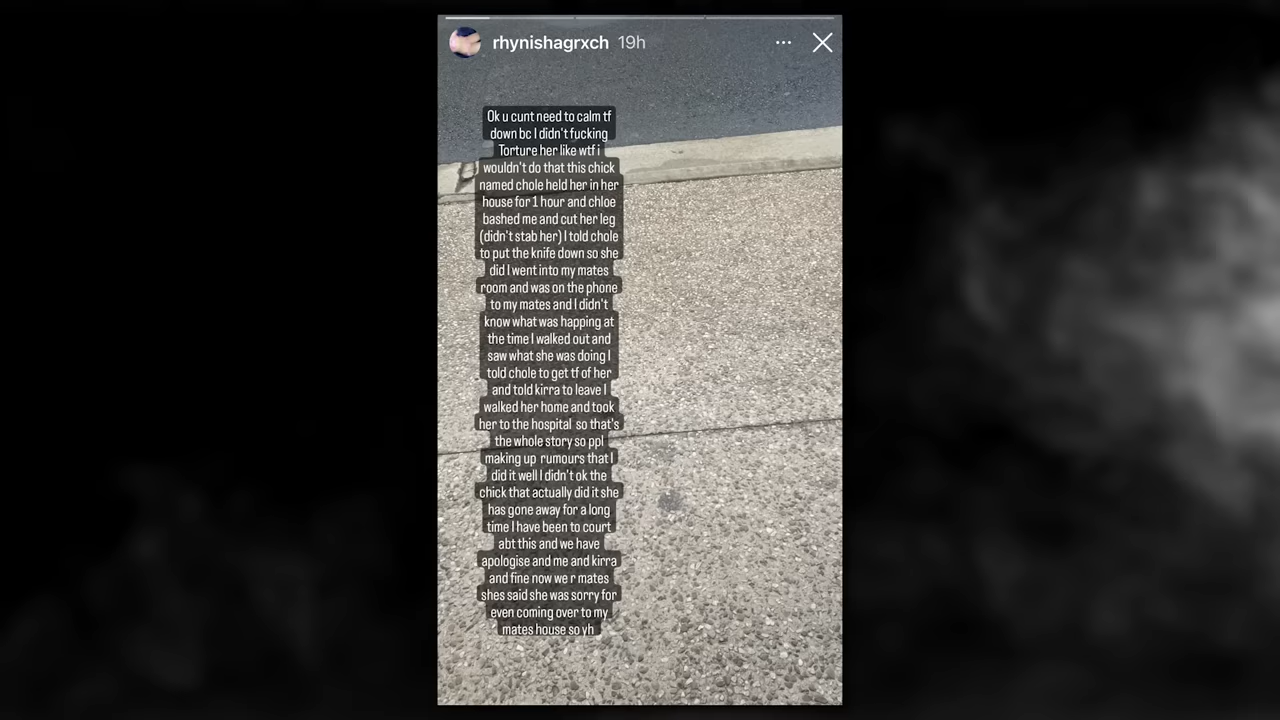 rhynishagrxch 19h
Ok u cunt need to calm tf
down bc I didn't fucking
Torture her like wtf i
wouldn't do that this chick
named chole held her in her
house for 1 hour and chloe
bashed me and cut her leg
(didn't stab her) I told chole
to put the knife down so she
did I went into my mates
room and was on the phone
to my mates and I didn't
know what was happing at
the time I walked out and
saw what she was doing I
told chole to get tf of her
and told kirra to leave I
walked her home and took
her to the hospital so that's
the whole story so ppl
making up rumours that I
did it well I didn't ok the
chick that actually did it she
has gone away for a long
time I have been to court
abt this and we have
apologise and me and kirra
and fine now we r mates
shes said she was sorry for
even coming over to my
mates house so yh